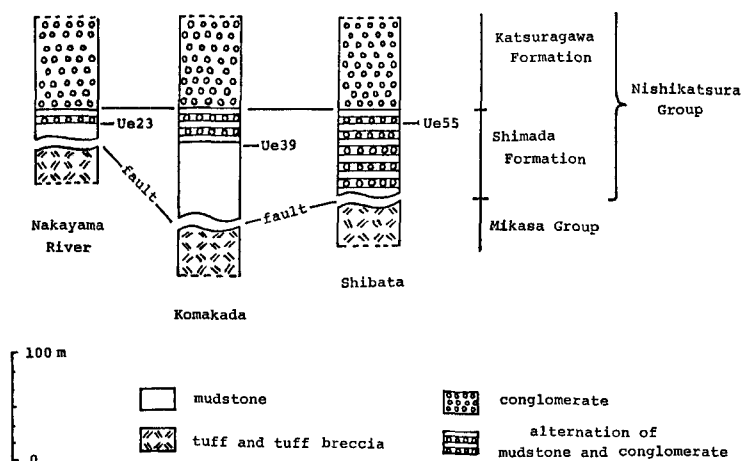 Katsuragawa
Formation
Nishikatsura
Group
Ue23
Ue55
Ue39
Shimada
Formation
fault
fault
Nakayama
River
Mikasa Group
Shibata
Komakada
100 m
0
mudstone
conglomerate
tuff and tuff breccia
alternation of
mudstone and conglomerate